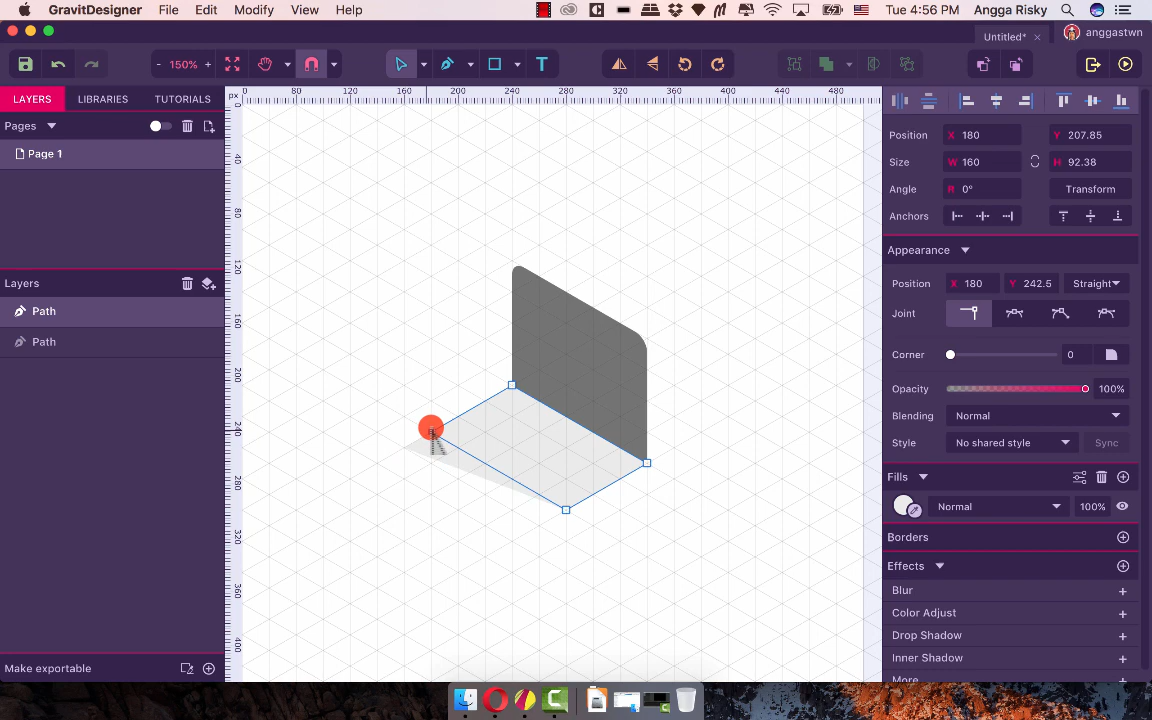 GravitDesigner File Edit Modify View Help
Tue 4:56 PM Angga Risky
Untitled* anggastwn
- 150% +
T
LAYERS LIBRARIES TUTORIALS
px 0 80 120 160 200 240 280 320 360 400 440 480
Pages
Page 1
Layers
Path
Path
Make exportable
0
40
80
120
160
200
240
280
320
360
400
Position X 180 Y 207.85
Size W 160 H 92.38
Angle R 0° Transform
Anchors
Appearance
Position X 180 Y 242.5 Straight
Joint
Corner 0
Opacity 100%
Blending Normal
Style No shared style Sync
Fills
Normal 100%
Borders
Effects
Blur
Color Adjust
Drop Shadow
Inner Shadow
More